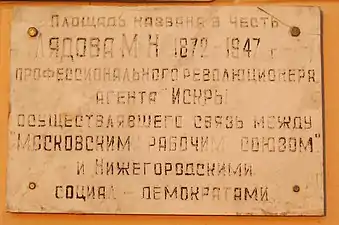 Площадь названа в честь
Лядова М Н 1872 - 1947 г
профессионального революционера,
агента "Искры
осуществлявшего связь между
"Московским рабочим союзом"
и Нижегородскими
социал - демократами